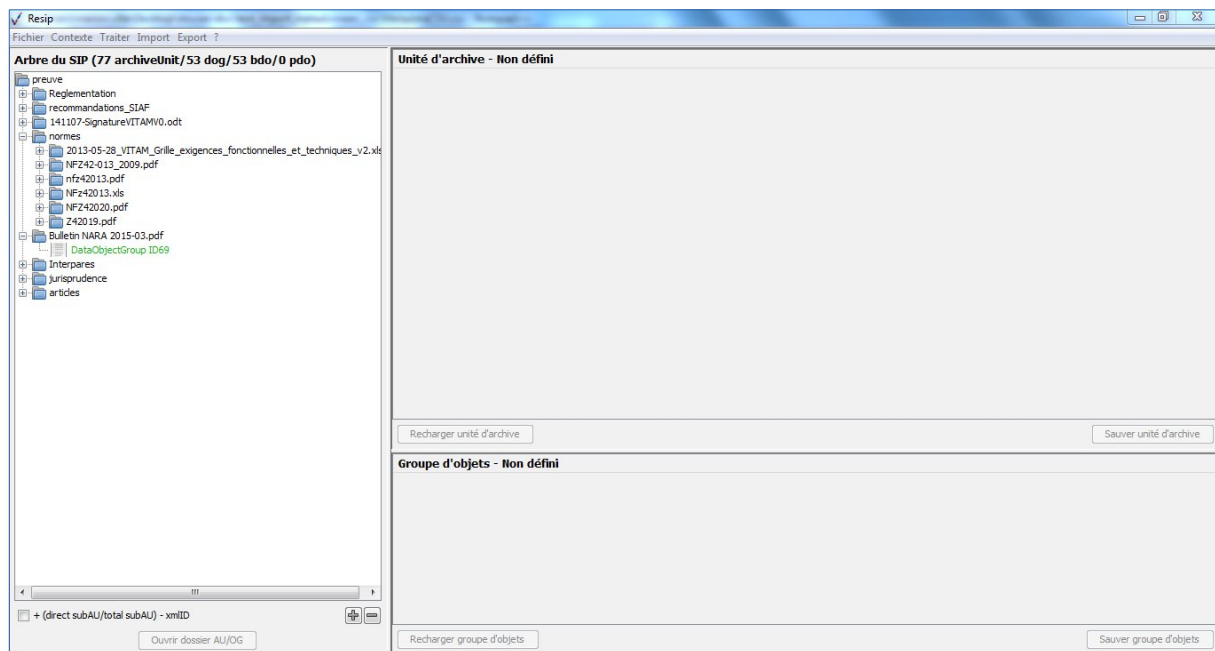 Resip
Fichier Contexte Traiter Import Export ?
Arbre du SIP (77 archiveUnit/53 dog/53 bdo/0 pdo)
preuve
Reglementation
recommandations_SIAF
141107-SignatureVITAMV0.odt
normes
2013-05-28_VITAM_Grille_exigences_fonctionnelles_et_techniques_v2.xls
NFZ42-013_2009.pdf
nfz42013.pdf
NFz42013.xls
NFZ42020.pdf
Z42019.pdf
Bulletin NARA 2015-03.pdf
DataObjectGroup ID69
Interpares
jurisprudence
articles
+ (direct subAU/total subAU) - xmlID
Ouvrir dossier AU/OG
Unité d'archive - Non défini
Recharger unité d'archive
Sauver unité d'archive
Groupe d'objets - Non défini
Recharger groupe d'objets
Sauver groupe d'objets